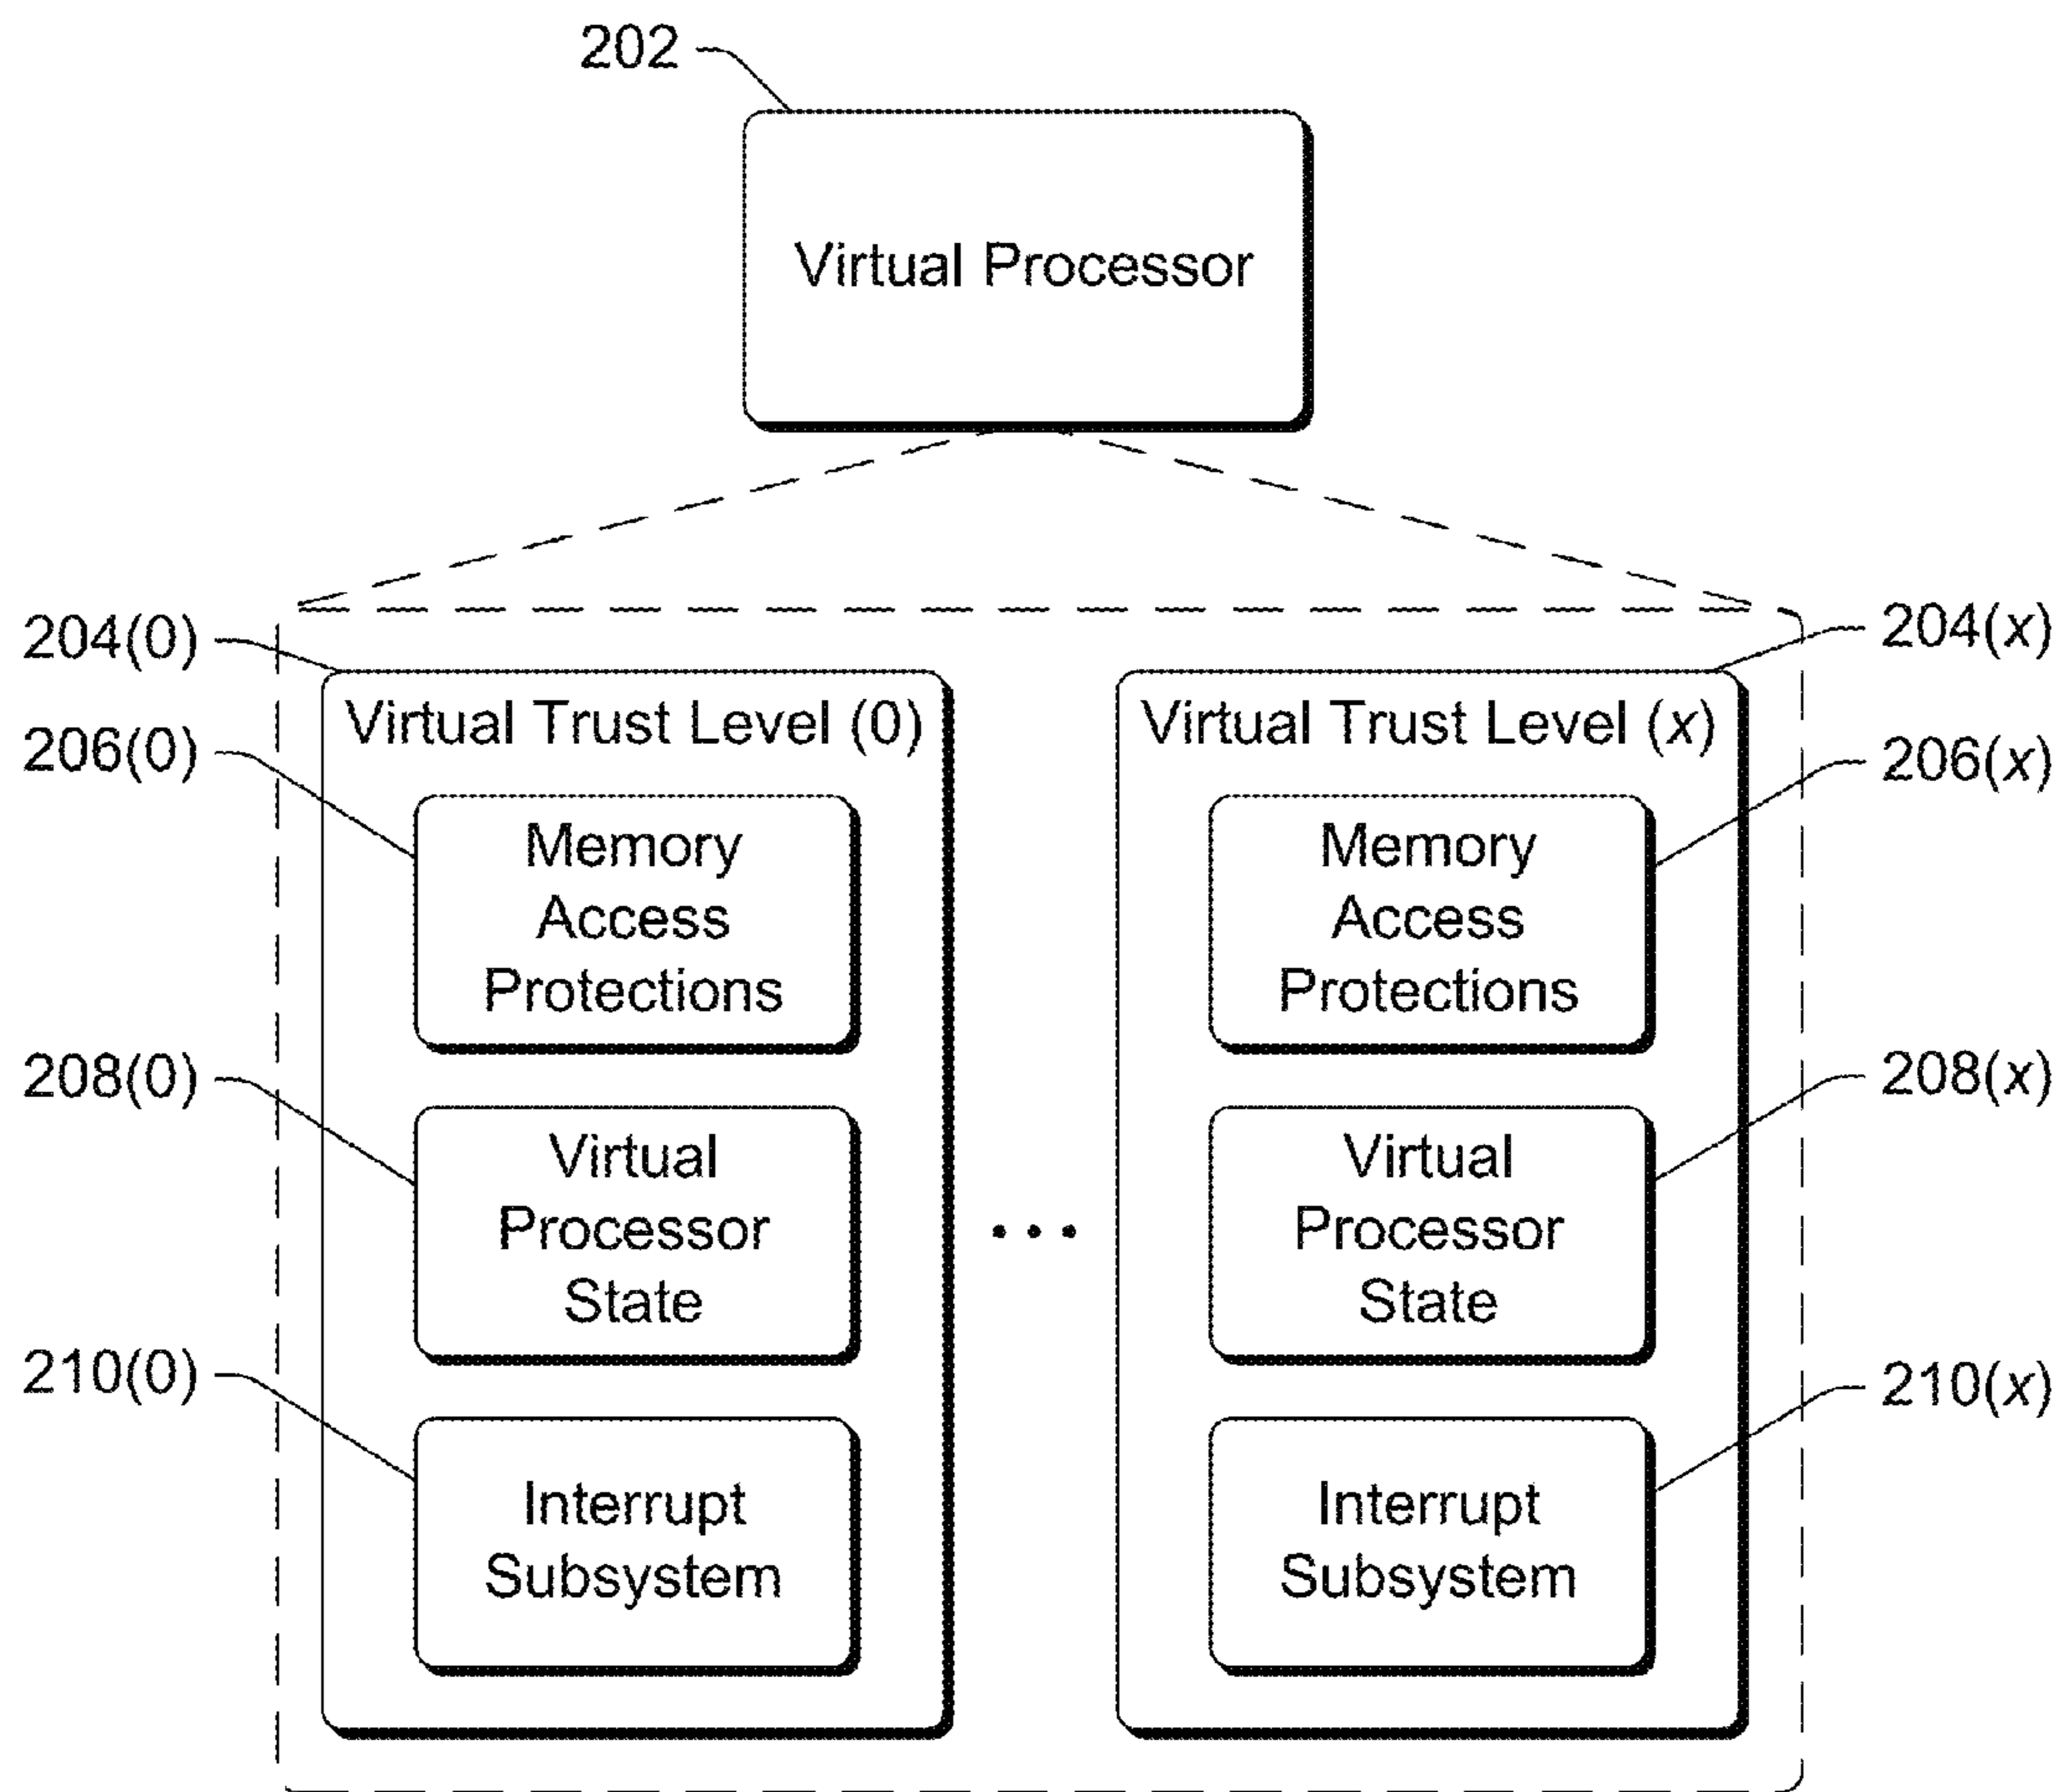 202
Virtual Processor
204(0)
204(x)
Virtual Trust Level (0)
Virtual Trust Level (x)
206(0)
206(x)
Memory
Access
Protections
Memory
Access
Protections
208(0)
208(x)
Virtual
Processor
State
...
Virtual
Processor
State
210(0)
210(x)
Interrupt
Subsystem
Interrupt
Subsystem